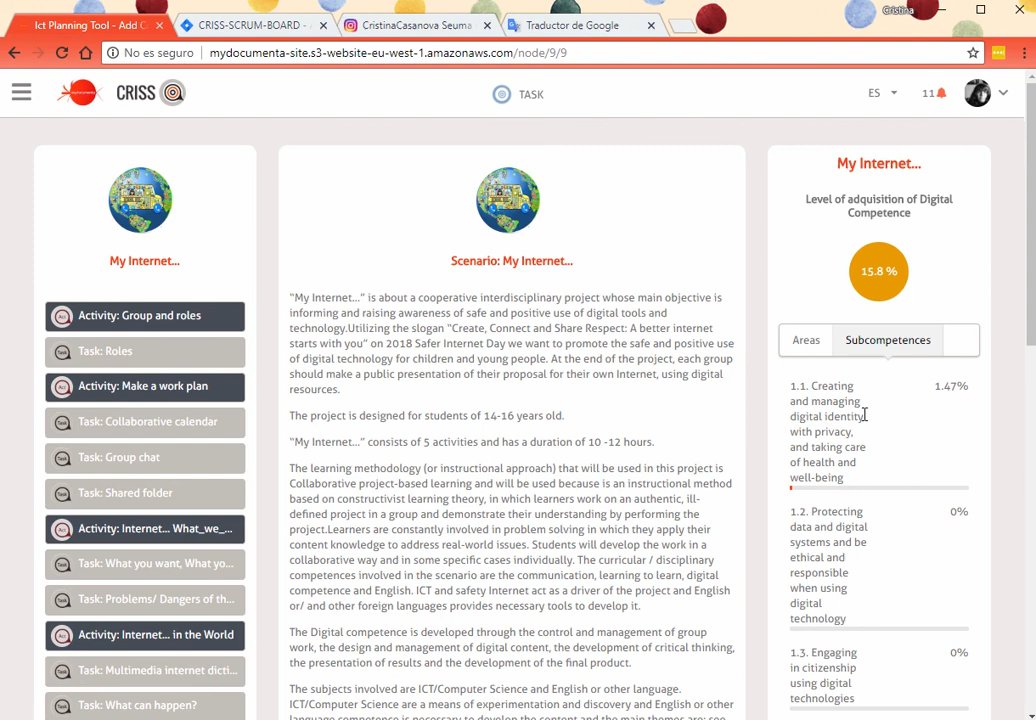 Cristina
Ict Planning Tool - Add C
CRISS-SCRUM-BOARD -
CristinaCasanova Seuma
Traductor de Google
No es seguro
mydocumenta-site.s3-website-eu-west-1.amazonaws.com/node/9/9
CRISS
TASK
ES
11
My Internet...
Activity: Group and roles
Task: Roles
Activity: Make a work plan
Task: Collaborative calendar
Task: Group chat
Task: Shared folder
Activity: Internet... What_we_...
Task: What you want, What yo...
Task: Problems/ Dangers of th...
Activity: Internet... in the World
Task: Multimedia internet dicti...
Task: What can happen?
Scenario: My Internet...
“My Internet...” is about a cooperative interdisciplinary project whose main objective is
informing and raising awareness of safe and positive use of digital tools and
technology.Utilizing the slogan “Create, Connect and Share Respect: A better internet
starts with you” on 2018 Safer Internet Day we want to promote the safe and positive use
of digital technology for children and young people. At the end of the project, each group
should make a public presentation of their proposal for their own Internet, using digital
resources.
The project is designed for students of 14-16 years old.
“My Internet...” consists of 5 activities and has a duration of 10 -12 hours.
The learning methodology (or instructional approach) that will be used in this project is
Collaborative project-based learning and will be used because is an instructional method
based on constructivist learning theory, in which learners work on an authentic, ill-
defined project in a group and demonstrate their understanding by performing the
project.Learners are constantly involved in problem solving in which they apply their
content knowledge to address real-world issues. Students will develop the work in a
collaborative way and in some specific cases individually. The curricular / disciplinary
competences involved in the scenario are the communication, learning to learn, digital
competence and English. ICT and safety Internet act as a driver of the project and English
or/ and other foreign languages provides necessary tools to develop it.
The Digital competence is developed through the control and management of group
work, the design and management of digital content, the development of critical thinking,
the presentation of results and the development of the final product.
The subjects involved are ICT/Computer Science and English or other language.
ICT/Computer Science are a means of experimentation and discovery and English or other
My Internet...
Level of adquisition of Digital
Competence
15.8 %
Areas
Subcompetences
1.1. Creating 1.47%
and managing
digital identity
with privacy,
and taking care
of health and
well-being
1.2. Protecting 0%
data and digital
systems and be
ethical and
responsible
when using
digital
technology
1.3. Engaging 0%
in citizenship
using digital
technologies